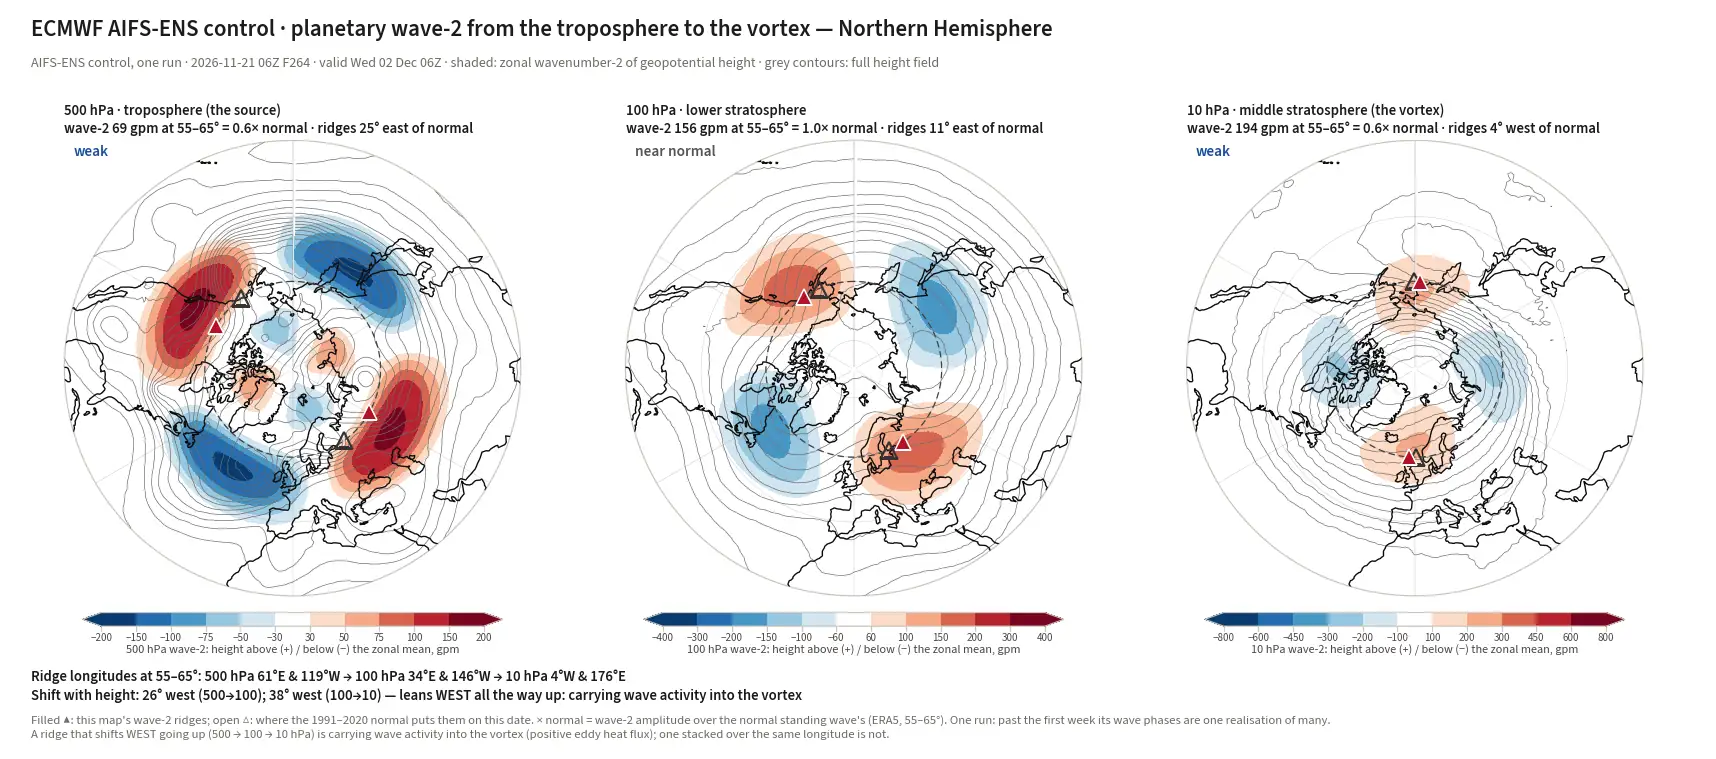 ECMWF AIFS-ENS control · planetary wave-2 from the troposphere to the vortex — Northern Hemisphere
AIFS-ENS control, one run · 2026-11-21 06Z F264 · valid Wed 02 Dec 06Z · shaded: zonal wavenumber-2 of geopotential height · grey contours: full height field
500 hPa · troposphere (the source)
wave-2 69 gpm at 55–65° = 0.6× normal · ridges 25° east of normal
weak
100 hPa · lower stratosphere
wave-2 156 gpm at 55–65° = 1.0× normal · ridges 11° east of normal
near normal
10 hPa · middle stratosphere (the vortex)
wave-2 194 gpm at 55–65° = 0.6× normal · ridges 4° west of normal
weak
−200 −150 −100 −75 −50 −30 30 50 75 100 150 200
500 hPa wave-2: height above (+) / below (−) the zonal mean, gpm
−400 −300 −200 −150 −100 −60 60 100 150 200 300 400
100 hPa wave-2: height above (+) / below (−) the zonal mean, gpm
−800 −600 −450 −300 −200 −100 100 200 300 450 600 800
10 hPa wave-2: height above (+) / below (−) the zonal mean, gpm
Ridge longitudes at 55–65°: 500 hPa 61°E & 119°W → 100 hPa 34°E & 146°W → 10 hPa 4°W & 176°E
Shift with height: 26° west (500→100); 38° west (100→10) — leans WEST all the way up: carrying wave activity into the vortex
Filled ▲: this map's wave-2 ridges; open △: where the 1991–2020 normal puts them on this date. × normal = wave-2 amplitude over the normal standing wave's (ERA5, 55–65°). One run: past the first week its wave phases are one realisation of many.
A ridge that shifts WEST going up (500 → 100 → 10 hPa) is carrying wave activity into the vortex (positive eddy heat flux); one stacked over the same longitude is not.